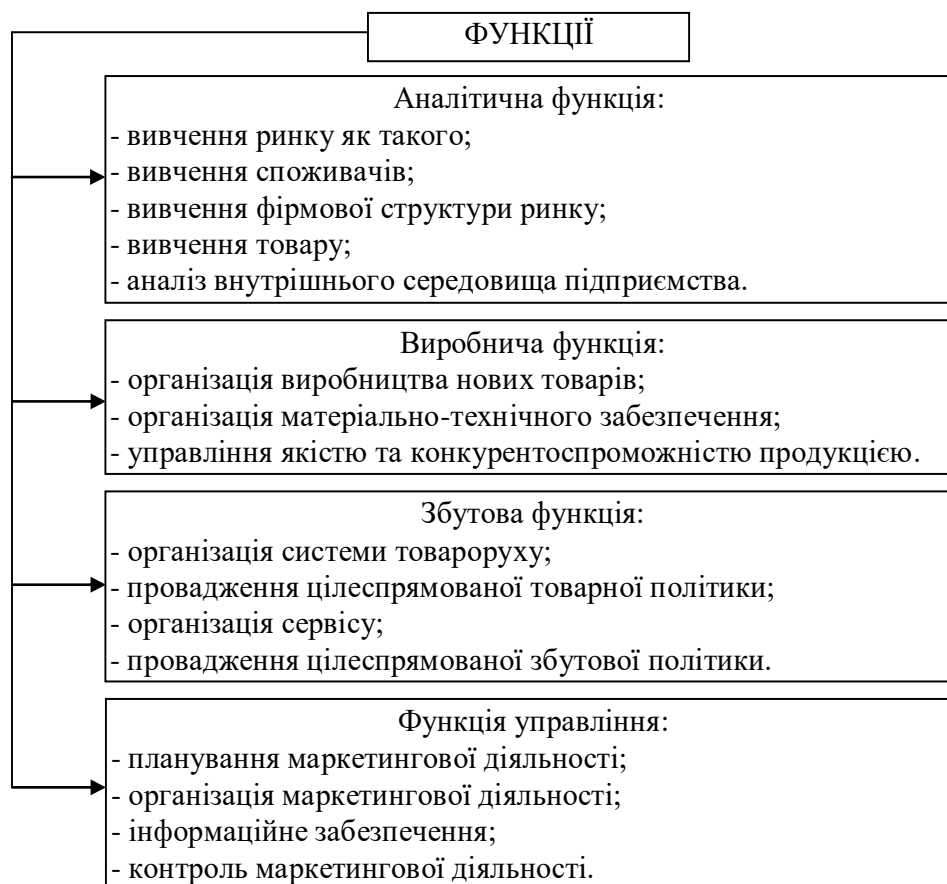 ФУНКЦІЇ
Аналітична функція:
- вивчення ринку як такого;
- вивчення споживачів;
- вивчення фірмової структури ринку;
- вивчення товару;
- аналіз внутрішнього середовища підприємства.
Виробнича функція:
- організація виробництва нових товарів;
- організація матеріально-технічного забезпечення;
- управління якістю та конкурентоспроможністю продукцією.
Збутова функція:
- організація системи товароруху;
- провадження цілеспрямованої товарної політики;
- організація сервісу;
- провадження цілеспрямованої збутової політики.
Функція управління:
- планування маркетингової діяльності;
- організація маркетингової діяльності;
- інформаційне забезпечення;
- контроль маркетингової діяльності.